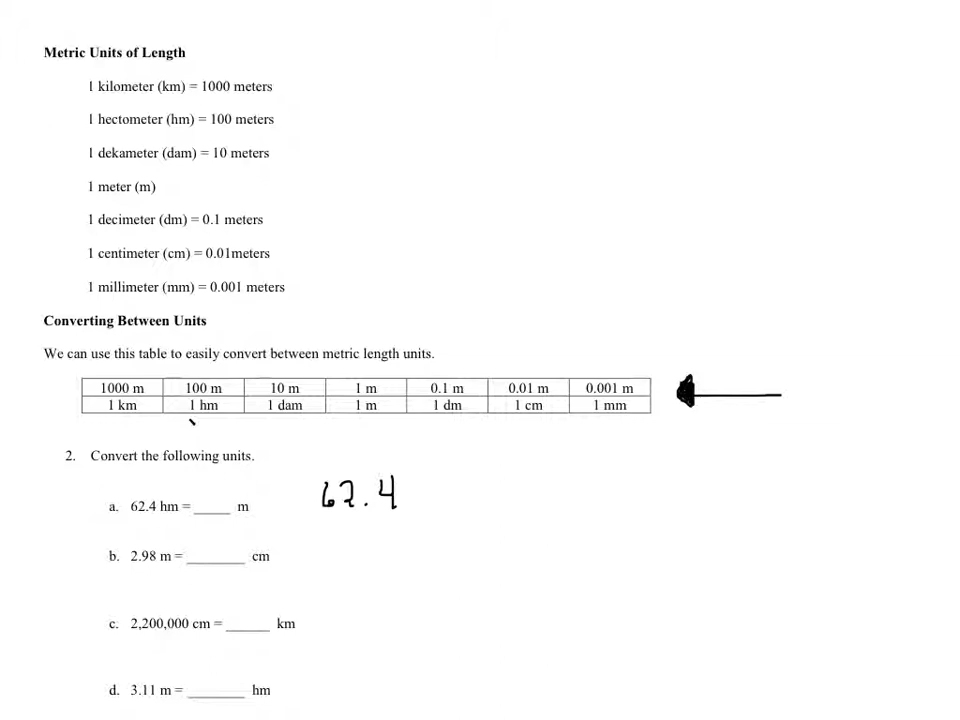 Metric Units of Length
1 kilometer (km) = 1000 meters
1 hectometer (hm) = 100 meters
1 dekameter (dam) = 10 meters
1 meter (m)
1 decimeter (dm) = 0.1 meters
1 centimeter (cm) = 0.01meters
1 millimeter (mm) = 0.001 meters
Converting Between Units
We can use this table to easily convert between metric length units.
1000 m 100 m 10 m 1 m 0.1 m 0.01 m 0.001 m
1 km 1 hm 1 dam 1 m 1 dm 1 cm 1 mm
2. Convert the following units.
a. 62.4 hm = _____ m 62.4
b. 2.98 m = ________ cm
c. 2,200,000 cm = ______ km
d. 3.11 m = ________ hm